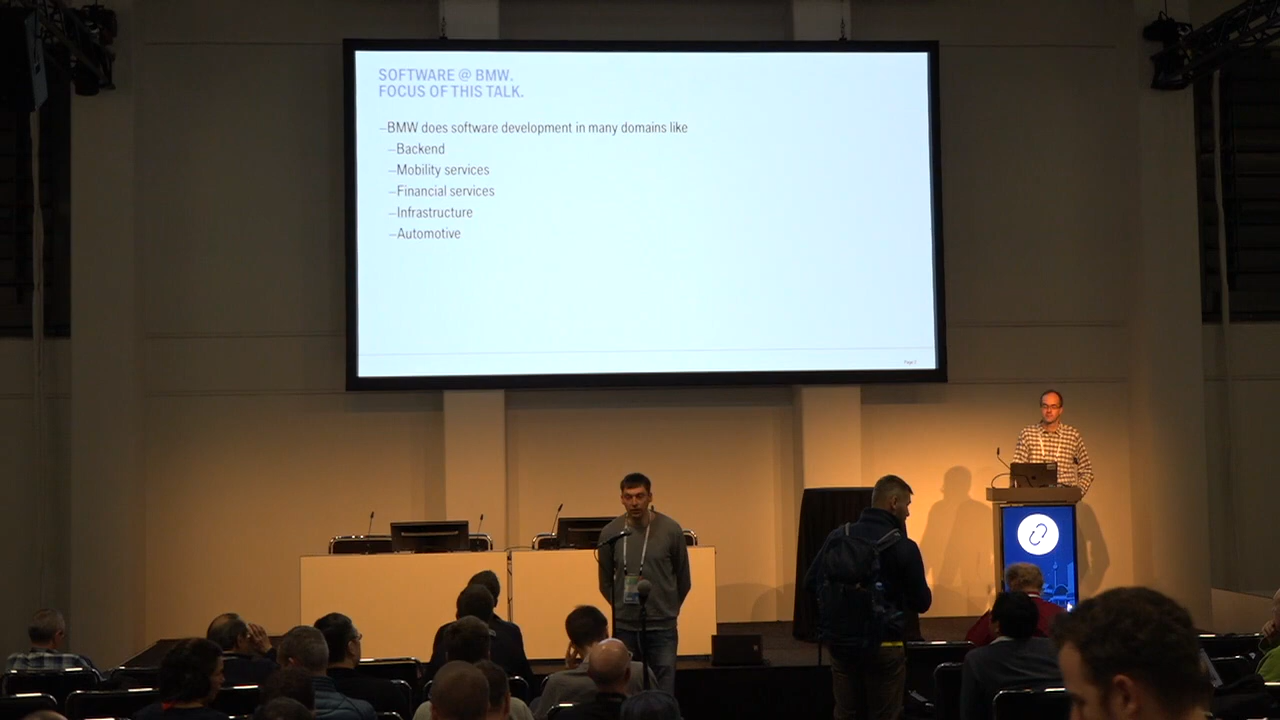 SOFTWARE @ BMW.
FOCUS OF THIS TALK.
–BMW does software development in many domains like
–Backend
–Mobility services
–Financial services
–Infrastructure
–Automotive